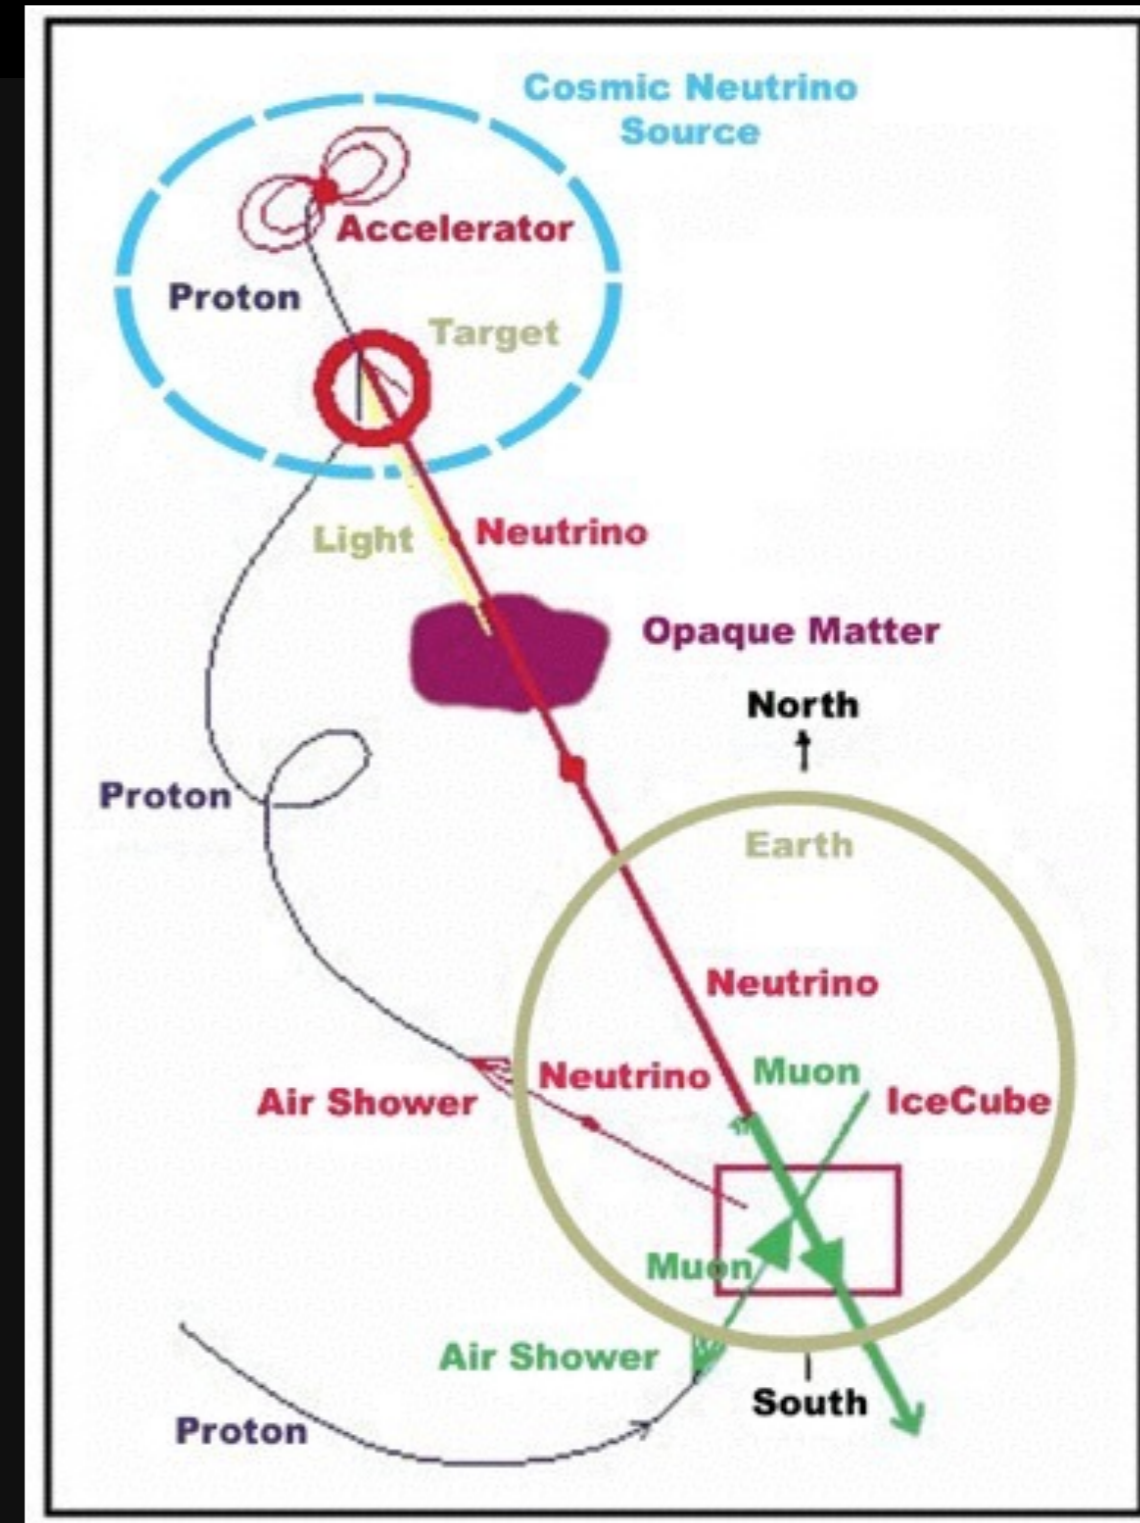 Cosmic Neutrino
Source
Accelerator
Proton
Target
Light
Neutrino
Opaque Matter
North
Proton
Earth
Neutrino
Neutrino
Muon
Air Shower
IceCube
Muon
Air Shower
South
Proton